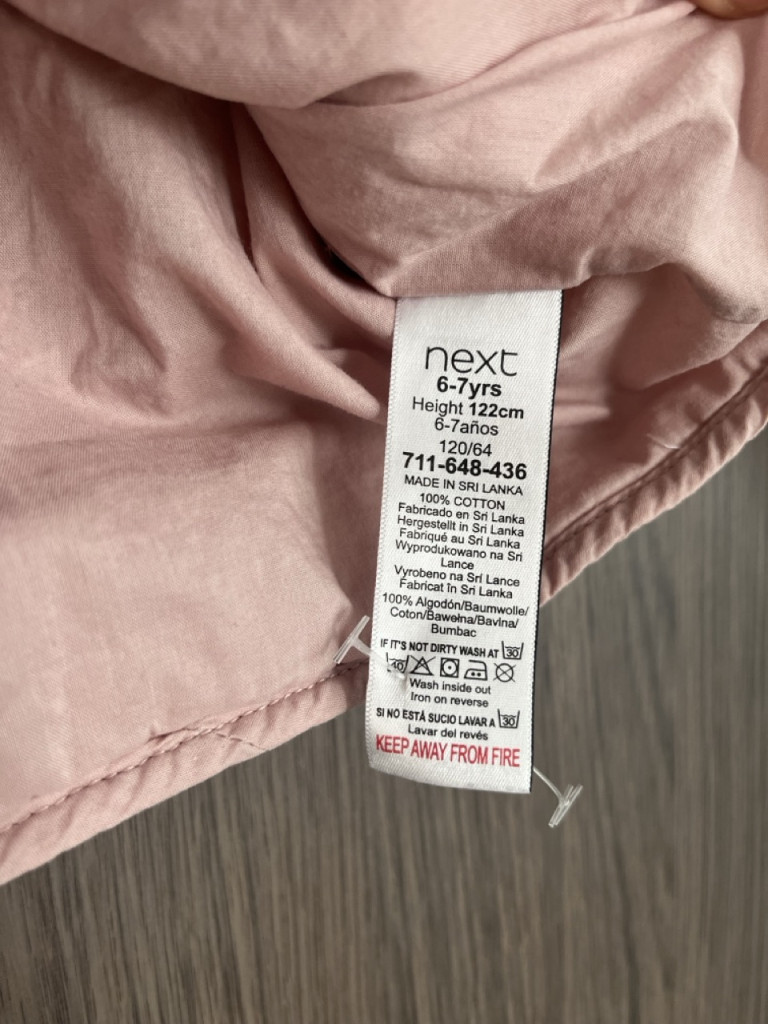 next
6-7yrs
Height 122cm
6-7años
120/64
711-648-436
MADE IN SRI LANKA
100% COTTON
Fabricado en Sri Lanka
Hergestellt in Sri Lanka
Fabriqué au Sri Lanka
Wyprodukowano na Sri
Lance
Vyrobeno na Srí Lance
Fabricat în Sri Lanka
100% Algodón/Baumwolle/
Coton/Bawełna/Bavlna/
Bumbac
IF IT'S NOT DIRTY WASH AT 30
40
Wash inside out
Iron on reverse
SI NO ESTÁ SUCIO LAVAR A 30
Lavar del revés
KEEP AWAY FROM FIRE